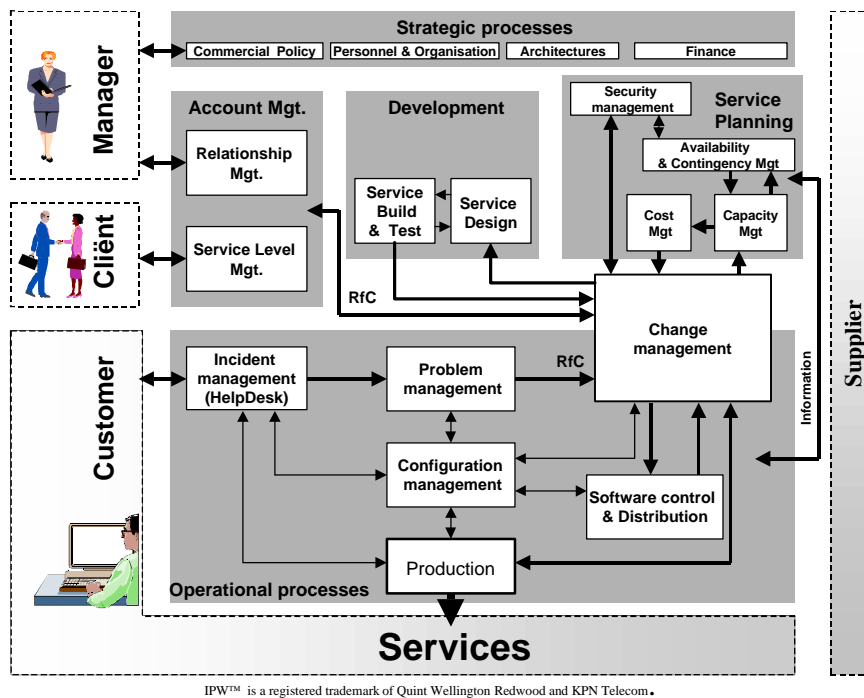 Strategic processes
Commercial Policy
Personnel & Organisation
Architectures
Finance
Manager
Account Mgt.
Relationship
Mgt.
Service Level
Mgt.
Cliënt
Development
Service
Build
& Test
Service
Design
Service
Planning
Security
management
Availability
& Contingency Mgt
Cost
Mgt
Capacity
Mgt
RfC
Change
management
Supplier
Information
Customer
Incident
management
(HelpDesk)
Problem
management
RfC
Configuration
management
Software control
& Distribution
Production
Operational processes
Services
IPW™ is a registered trademark of Quint Wellington Redwood and KPN Telecom.